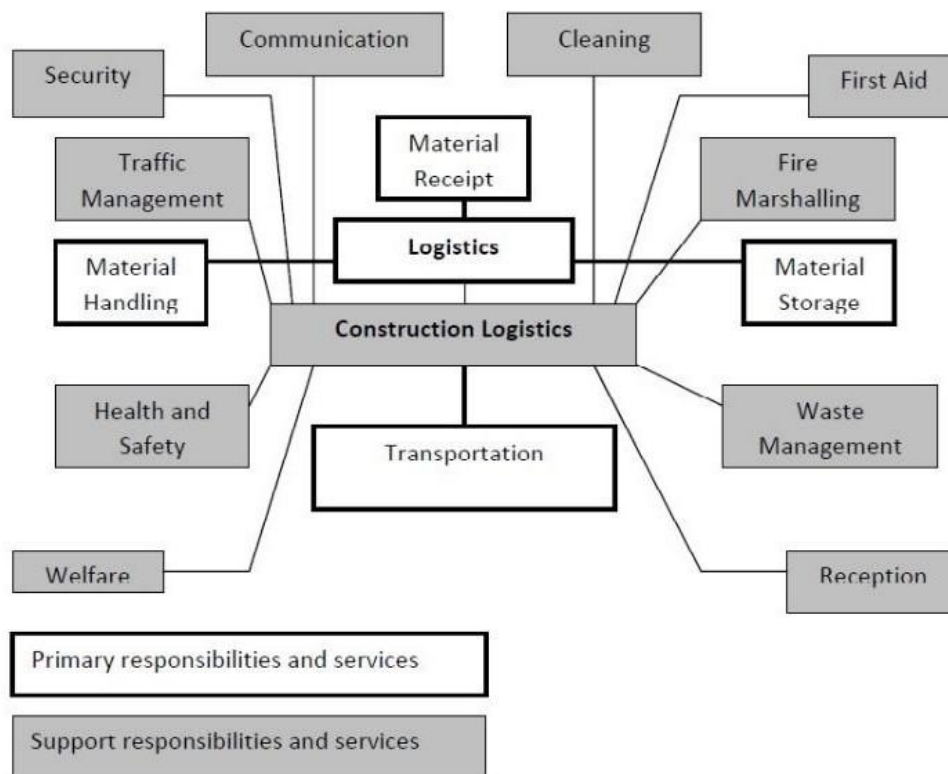 Communication
Cleaning
Security
First Aid
Material
Receipt
Traffic
Management
Fire
Marshalling
Logistics
Material
Handling
Material
Storage
Construction Logistics
Health and
Safety
Waste
Management
Transportation
Welfare
Reception
Primary responsibilities and services
Support responsibilities and services